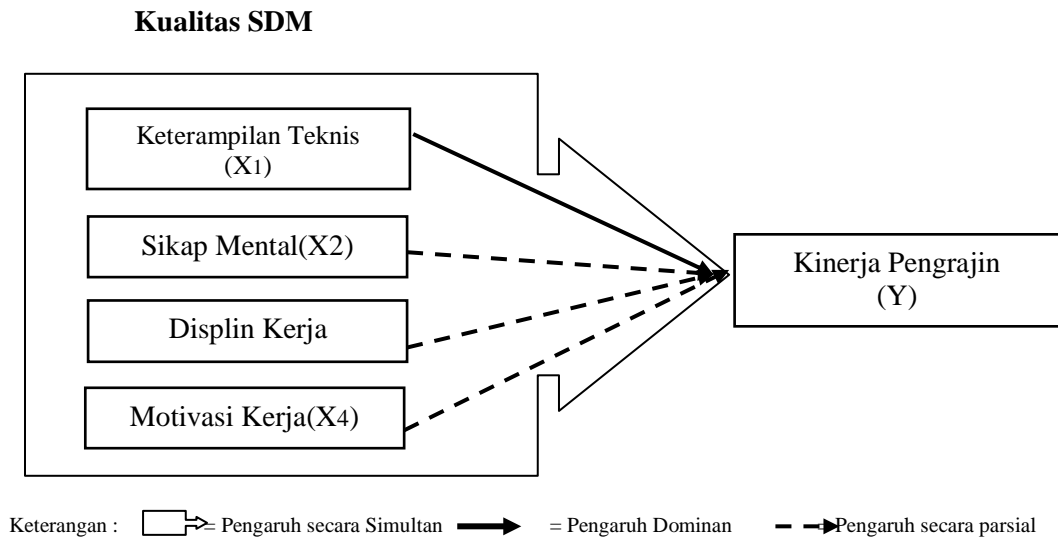 Kualitas SDM
Keterampilan Teknis
(X1)
Sikap Mental(X2)
Displin Kerja
Motivasi Kerja(X4)
Kinerja Pengrajin
(Y)
Keterangan : = Pengaruh secara Simultan = Pengaruh Dominan =Pengaruh secara parsial